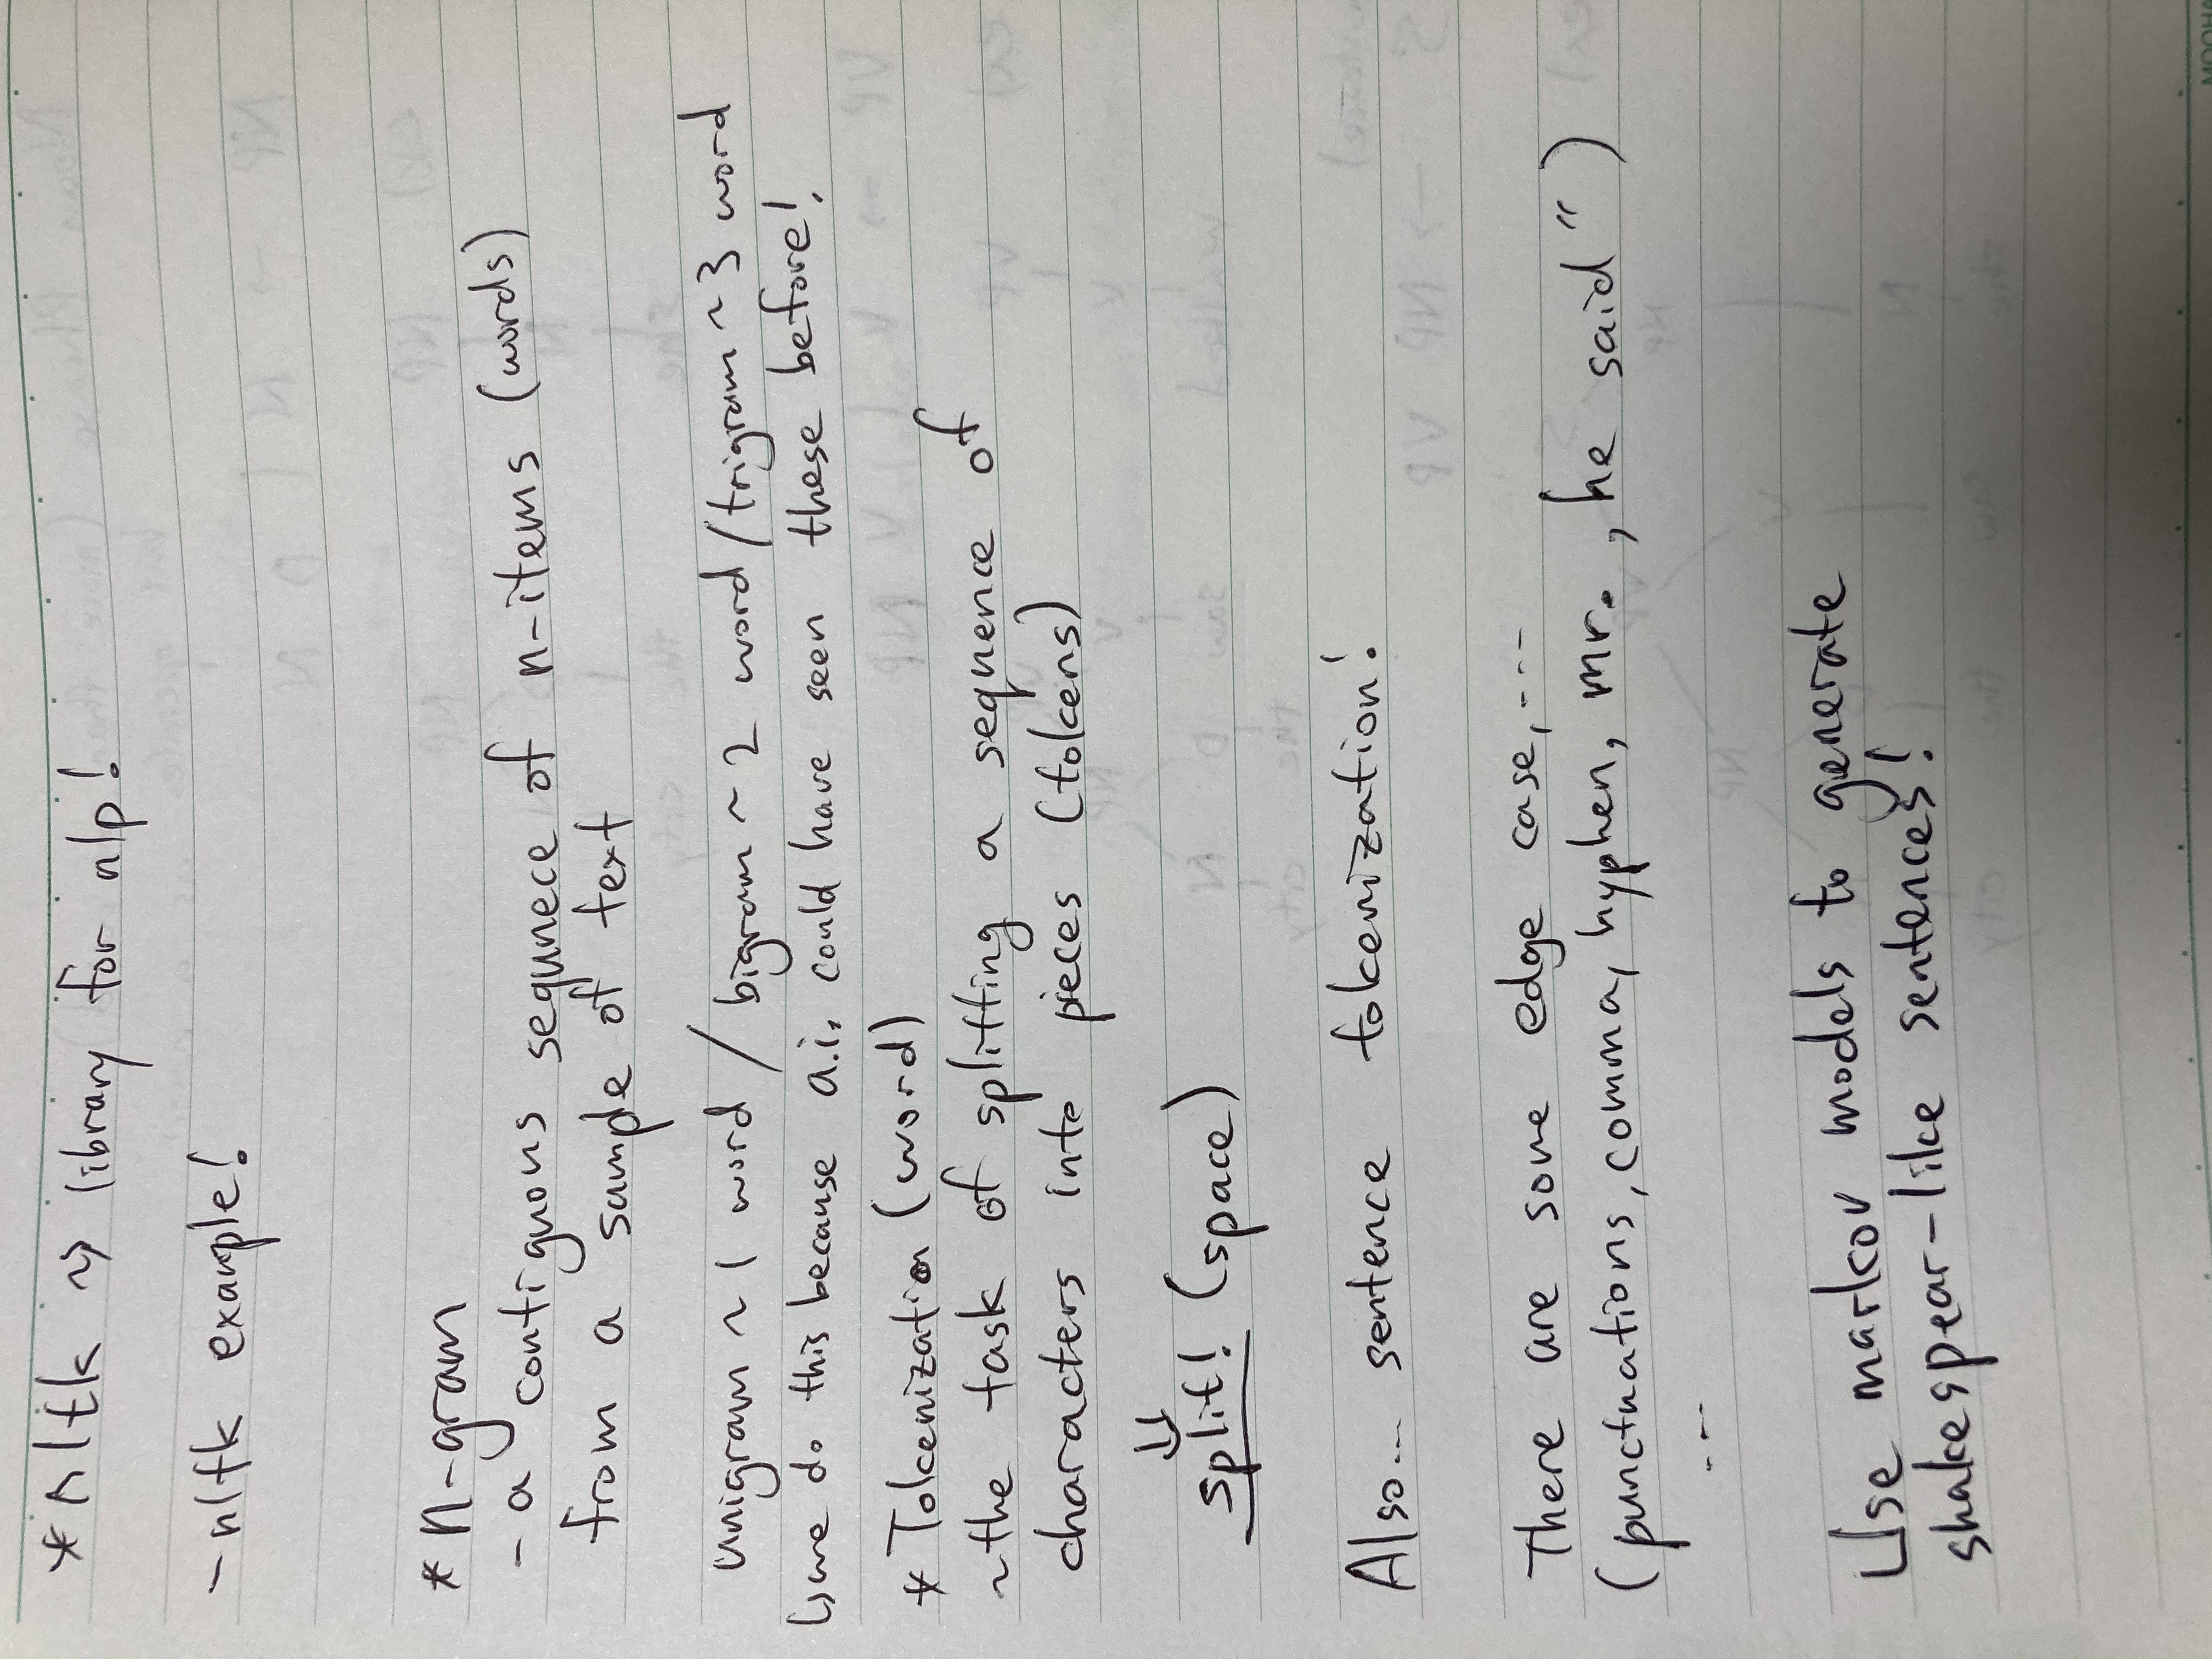 * nltk ~> library for nlp!
- nltk example!
* n-gram
- a contiguous sequnece of n-items (words)
from a sample of text
unigram ~ 1 word / bigram ~ 2 word / trigram ~ 3 word
↳ we do this because a.i. could have seen these before!
* Tokenization (word)
~ the task of splitting a sequence of
characters into pieces (tokens)
⇓
split! (space)
Also... sentence tokenization!
There are some edge case, ---
(punctuations, comma, hyphen, mr. , he said " )
---
Use markov models to generate
shakespear-like sentences!